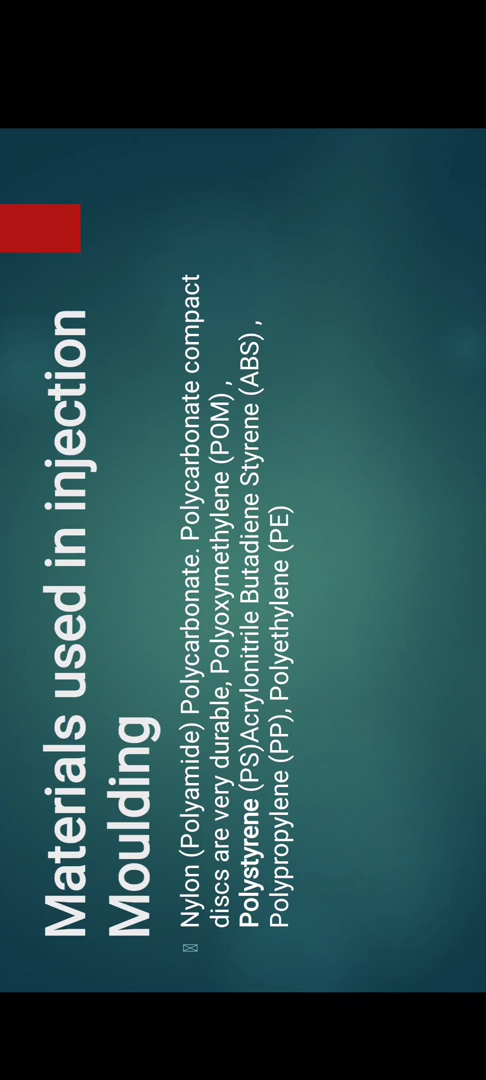 Materials used in injection
Moulding
Nylon (Polyamide) Polycarbonate. Polycarbonate compact
discs are very durable, Polyoxymethylene (POM) ,
Polystyrene (PS)Acrylonitrile Butadiene Styrene (ABS) ,
Polypropylene (PP), Polyethylene (PE)